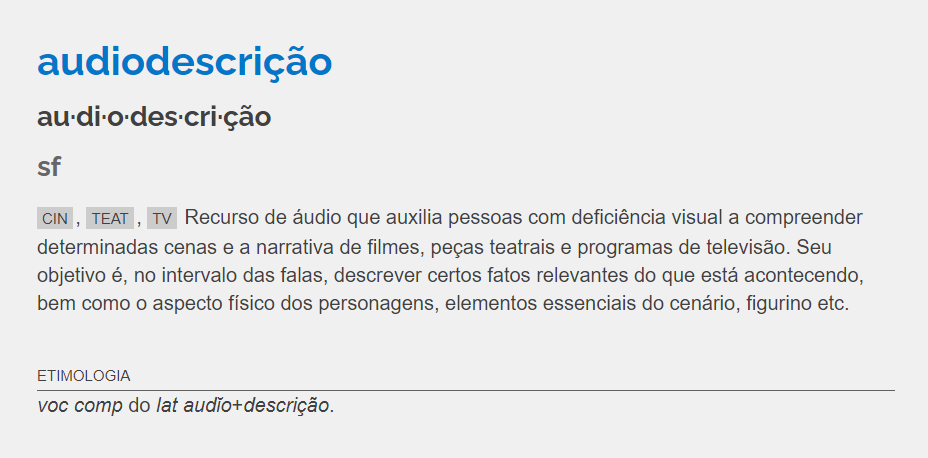 audiodescrição
au·di·o·des·cri·ção
sf
CIN , TEAT , TV Recurso de áudio que auxilia pessoas com deficiência visual a compreender
determinadas cenas e a narrativa de filmes, peças teatrais e programas de televisão. Seu
objetivo é, no intervalo das falas, descrever certos fatos relevantes do que está acontecendo,
bem como o aspecto físico dos personagens, elementos essenciais do cenário, figurino etc.
ETIMOLOGIA
voc comp do lat audĭo+descrição.